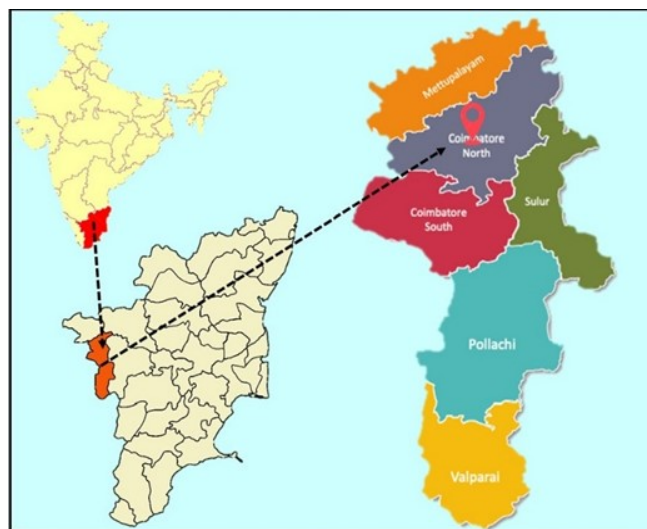 Mettupalayam
Coimbatore
North
Coimbatore
South
Sulur
Pollachi
Valparai